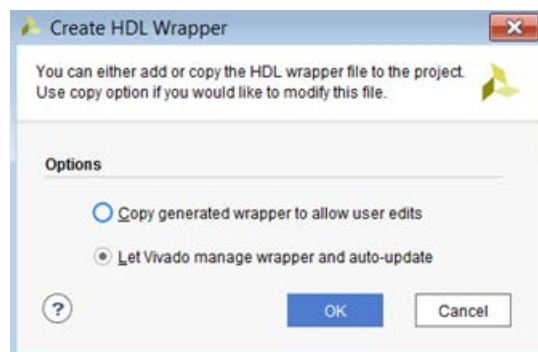 Create HDL Wrapper
You can either add or copy the HDL wrapper file to the project.
Use copy option if you would like to modify this file.
Options
Copy generated wrapper to allow user edits
Let Vivado manage wrapper and auto-update
?
OK
Cancel